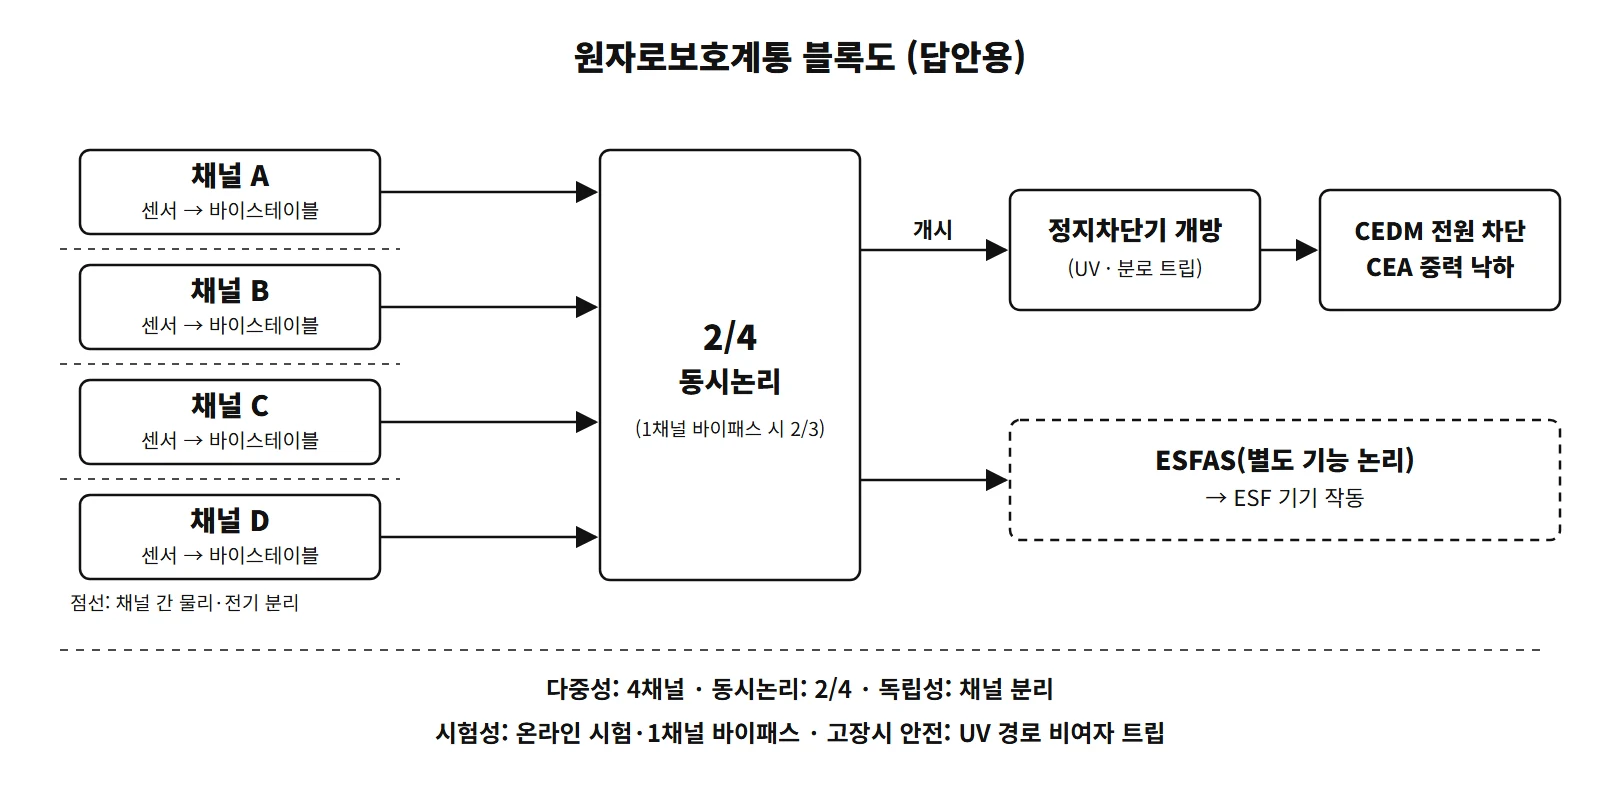 원자로보호계통 블록도 (답안용)
채널 A
센서 → 바이스테이블
채널 B
센서 → 바이스테이블
채널 C
센서 → 바이스테이블
채널 D
센서 → 바이스테이블
점선: 채널 간 물리·전기 분리
2/4
동시논리
(1채널 바이패스 시 2/3)
개시
정지차단기 개방
(UV · 분로 트립)
CEDM 전원 차단
CEA 중력 낙하
ESFAS(별도 기능 논리)
→ ESF 기기 작동
다중성: 4채널 · 동시논리: 2/4 · 독립성: 채널 분리
시험성: 온라인 시험·1채널 바이패스 · 고장시 안전: UV 경로 비여자 트립